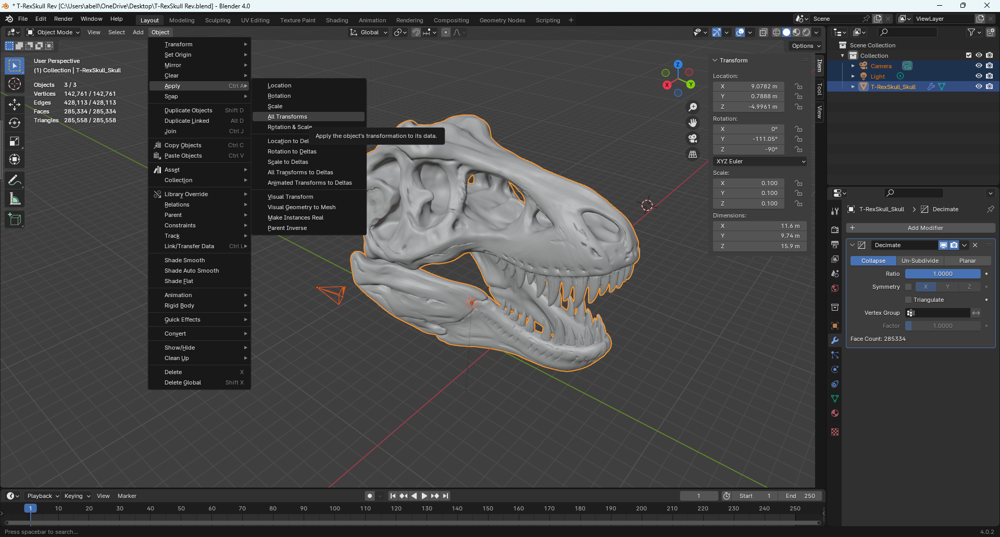 * T-RexSkull Rev [C:\Users\abell\OneDrive\Desktop\T-RexSkull Rev.blend] - Blender 4.0
File Edit Render Window Help Layout Modeling Sculpting UV Editing Texture Paint Shading Animation Rendering Compositing Geometry Nodes Scripting + Scene ViewLayer
Object Mode View Select Add Object Global
Options
User Perspective
(1) Collection | T-RexSkull_Skull
Objects 3 / 3
Vertices 142,761 / 142,761
Edges 428,113 / 428,113
Faces 285,334 / 285,334
Triangles 285,558 / 285,558
Transform
Set Origin
Mirror
Clear
Apply Ctrl A
Snap
Duplicate Objects Shift D
Duplicate Linked Alt D
Join Ctrl J
Copy Objects Ctrl C
Paste Objects Ctrl V
Asset
Collection
Library Override
Relations
Parent
Constraints
Track
Link/Transfer Data Ctrl L
Shade Smooth
Shade Auto Smooth
Shade Flat
Animation
Rigid Body
Quick Effects
Convert
Show/Hide
Clean Up
Delete X
Delete Global Shift X
Location
Rotation
Scale
All Transforms
Rotation & Scale
Apply the object's transformation to its data.
Location to Del
Rotation to Deltas
Scale to Deltas
All Transforms to Deltas
Animated Transforms to Deltas
Visual Transform
Visual Geometry to Mesh
Make Instances Real
Parent Inverse
Z
X
Y
Transform
Location:
X 9.0782 m
Y 0.7888 m
Z -4.9961 m
Rotation:
X 0°
Y -111.05°
Z -90°
XYZ Euler
Scale:
X 0.100
Y 0.100
Z 0.100
Dimensions:
X 11.6 m
Y 9.74 m
Z 15.9 m
Item
Tool
View
Scene Collection
Collection
Camera
Light
T-RexSkull_Skull
T-RexSkull_Skull > Decimate
+ Add Modifier
Decimate
Collapse Un-Subdivide Planar
Ratio 1.0000
Symmetry X Y Z
Triangulate
Vertex Group
Factor 1.0000
Face Count: 285334
Playback Keying View Marker 1 Start 1 End 250
1 10 20 30 40 50 60 70 80 90 100 110 120 130 140 150 160 170 180 190 200 210 220 230 240 250
Press spacebar to search... 4.0.2